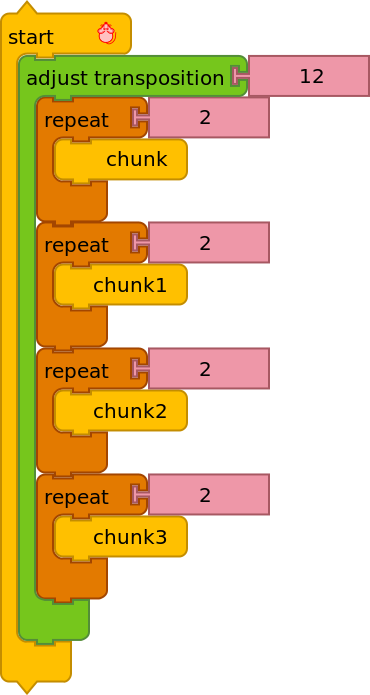 start
adjust transposition 12
repeat 2
chunk
repeat 2
chunk1
repeat 2
chunk2
repeat 2
chunk3